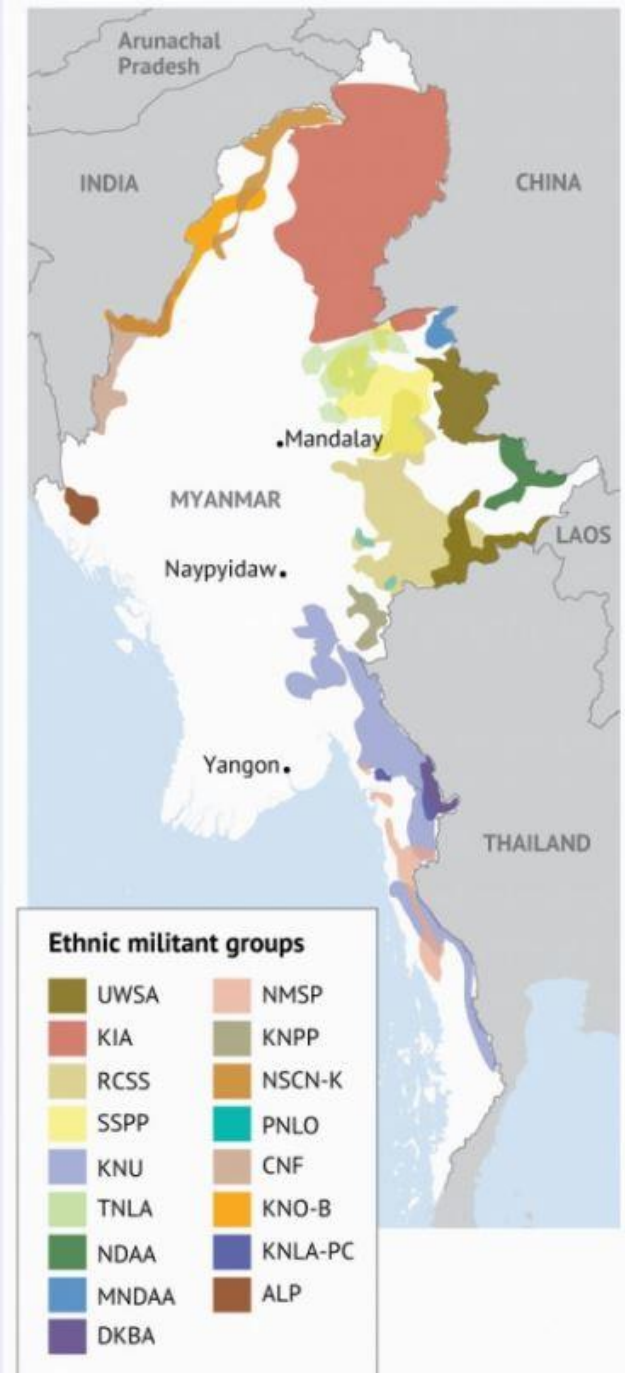 Arunachal
Pradesh
INDIA
CHINA
Mandalay
MYANMAR
LAOS
Naypyidaw
Yangon
THAILAND
Ethnic militant groups
UWSA
KIA
RCSS
SSPP
KNU
TNLA
NDAA
MNDAA
DKBA
NMSP
KNPP
NSCN-K
PNLO
CNF
KNO-B
KNLA-PC
ALP